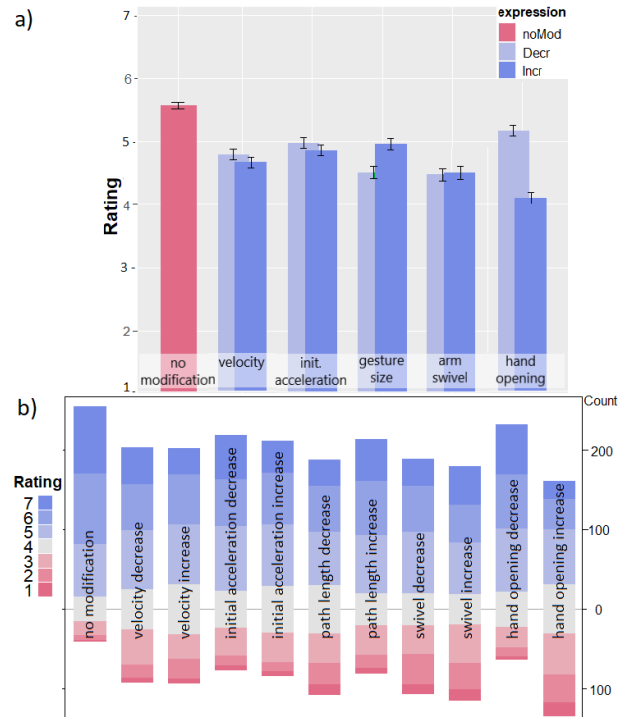 a)
expression
noMod
Decr
Incr
Rating
7
6
5
4
3
2
1
no modification
velocity
init. acceleration
gesture size
arm swivel
hand opening
b)
Count
Rating
7
6
5
4
3
2
1
no modification
velocity decrease
velocity increase
initial acceleration decrease
initial acceleration increase
path length decrease
path length increase
swivel decrease
swivel increase
hand opening decrease
hand opening increase
200
100
0
100